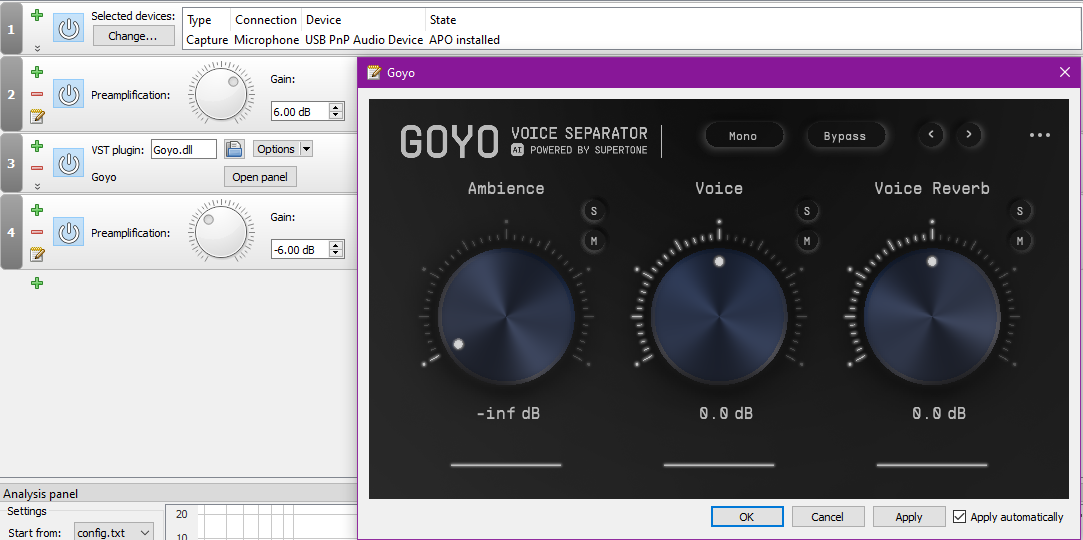 1
Selected devices:
Change...
Type Connection Device State
Capture Microphone USB PnP Audio Device APO installed
2
Preamplification:
Gain:
6.00 dB
3
VST plugin: Goyo.dll Options
Goyo Open panel
4
Preamplification:
Gain:
-6.00 dB
Goyo
GOYO VOICE SEPARATOR
AI POWERED BY SUPERTONE
Mono Bypass < >
Ambience Voice Voice Reverb
S S S
M M M
-inf dB 0.0 dB 0.0 dB
OK Cancel Apply Apply automatically
Analysis panel
Settings
Start from: config.txt
20
10